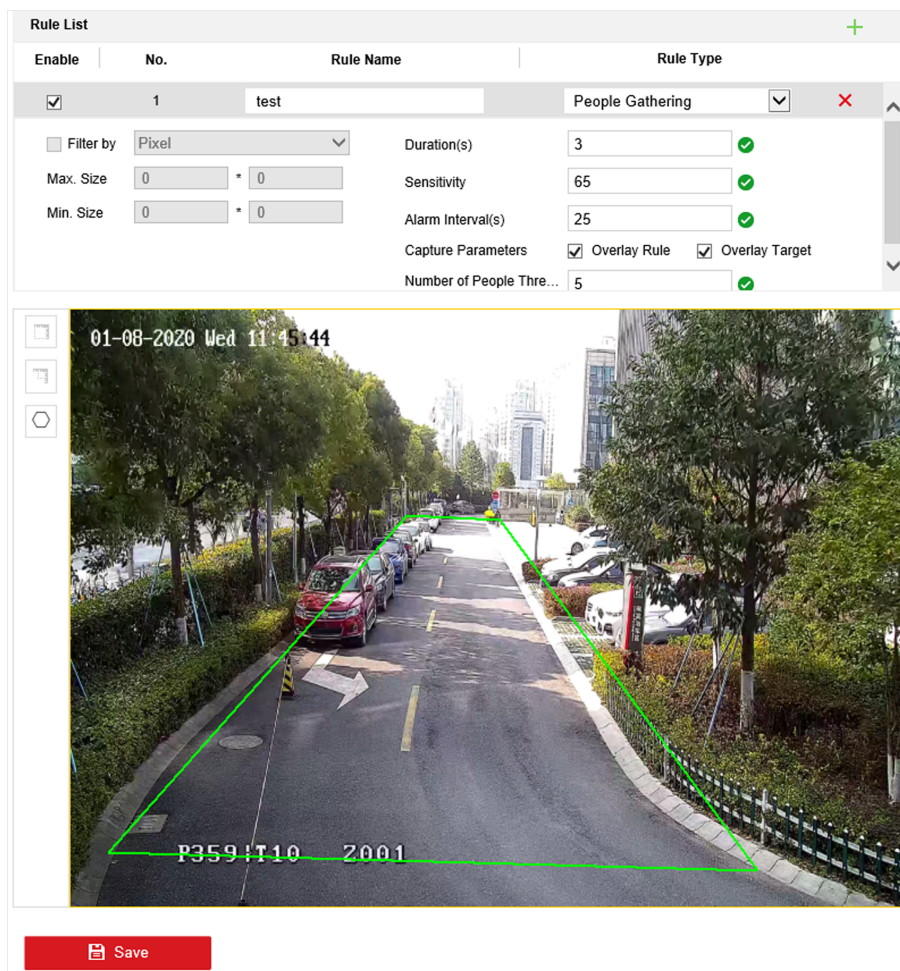 Rule List
Enable No. Rule Name Rule Type
1 test People Gathering
Filter by Pixel Duration(s) 3
Max. Size 0 * 0 Sensitivity 65
Min. Size 0 * 0 Alarm Interval(s) 25
Capture Parameters Overlay Rule Overlay Target
Number of People Thre... 5
01-08-2020 Wed 11:45:44
P359 T10 Z001
Save